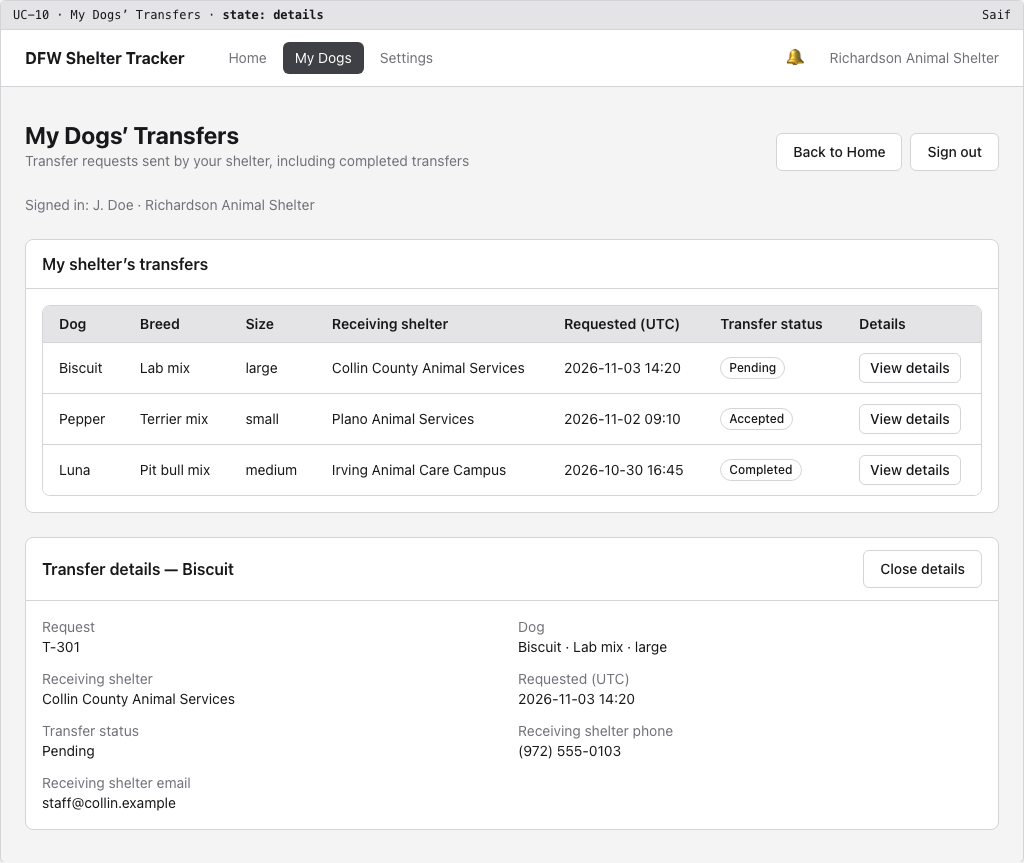 UC-10 · My Dogs’ Transfers · state: details Saif
DFW Shelter Tracker Home My Dogs Settings 🔔 Richardson Animal Shelter
My Dogs’ Transfers
Transfer requests sent by your shelter, including completed transfers
Back to Home Sign out
Signed in: J. Doe · Richardson Animal Shelter
My shelter’s transfers
Dog Breed Size Receiving shelter Requested (UTC) Transfer status Details
Biscuit Lab mix large Collin County Animal Services 2026-11-03 14:20 Pending View details
Pepper Terrier mix small Plano Animal Services 2026-11-02 09:10 Accepted View details
Luna Pit bull mix medium Irving Animal Care Campus 2026-10-30 16:45 Completed View details
Transfer details — Biscuit Close details
Request Dog
T-301 Biscuit · Lab mix · large
Receiving shelter Requested (UTC)
Collin County Animal Services 2026-11-03 14:20
Transfer status Receiving shelter phone
Pending (972) 555-0103
Receiving shelter email
staff@collin.example